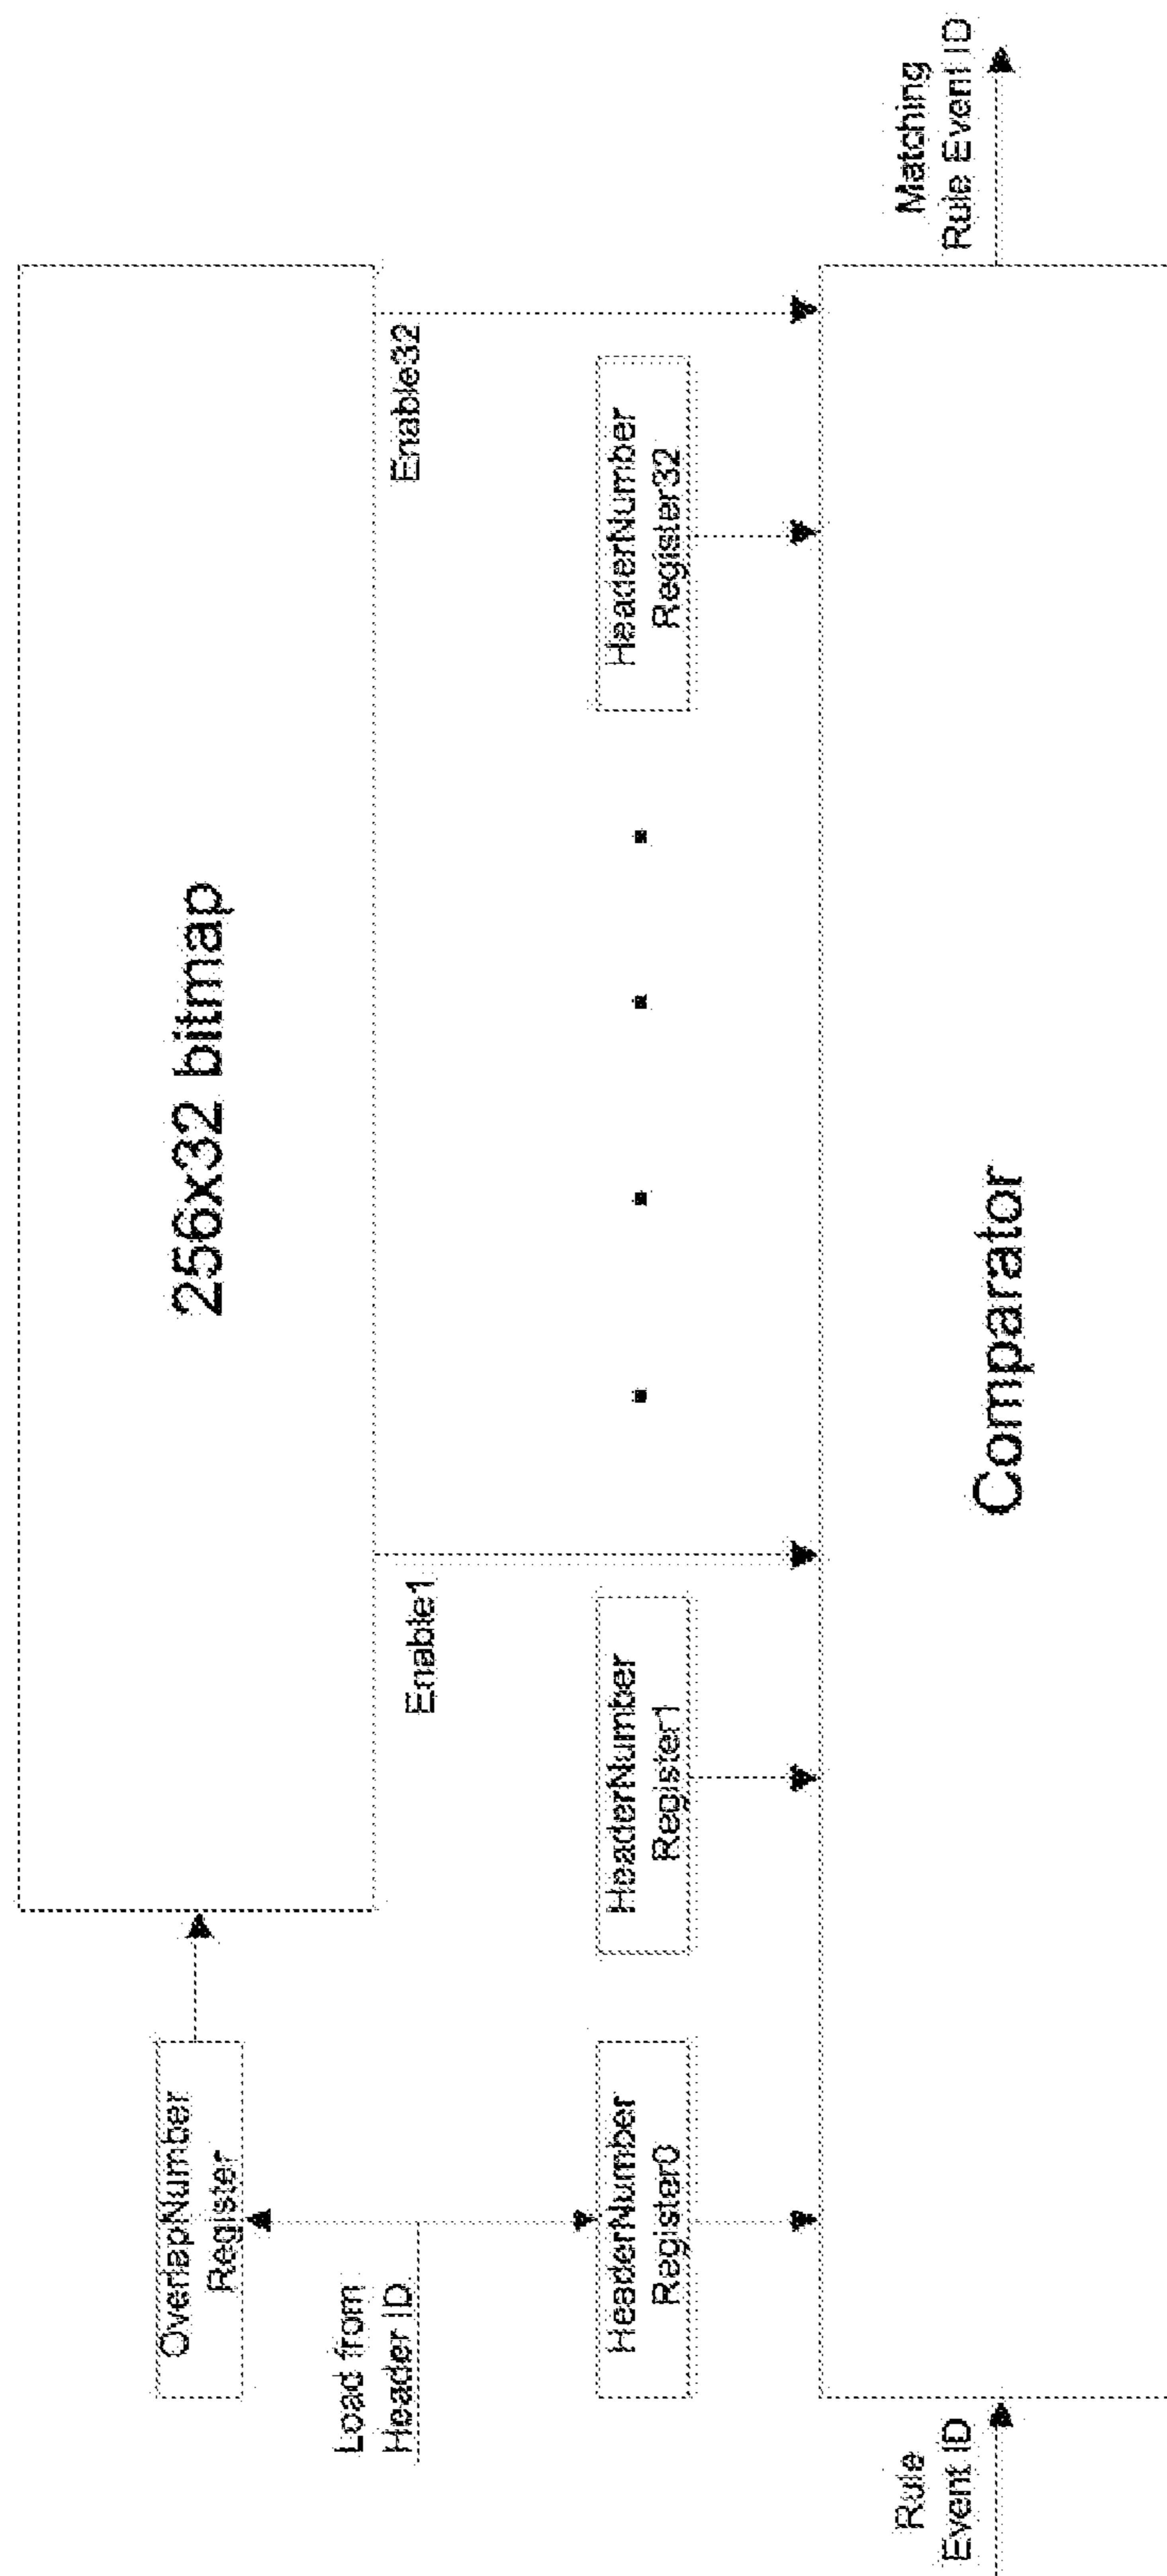 OverlapNumber
Register
256x32 bitmap
Load from
Header ID
Enable1
Enable32
HeaderNumber
Register0
HeaderNumber
Register1
HeaderNumber
Register32
Rule
Event ID
Comparator
Matching
Rule Event ID